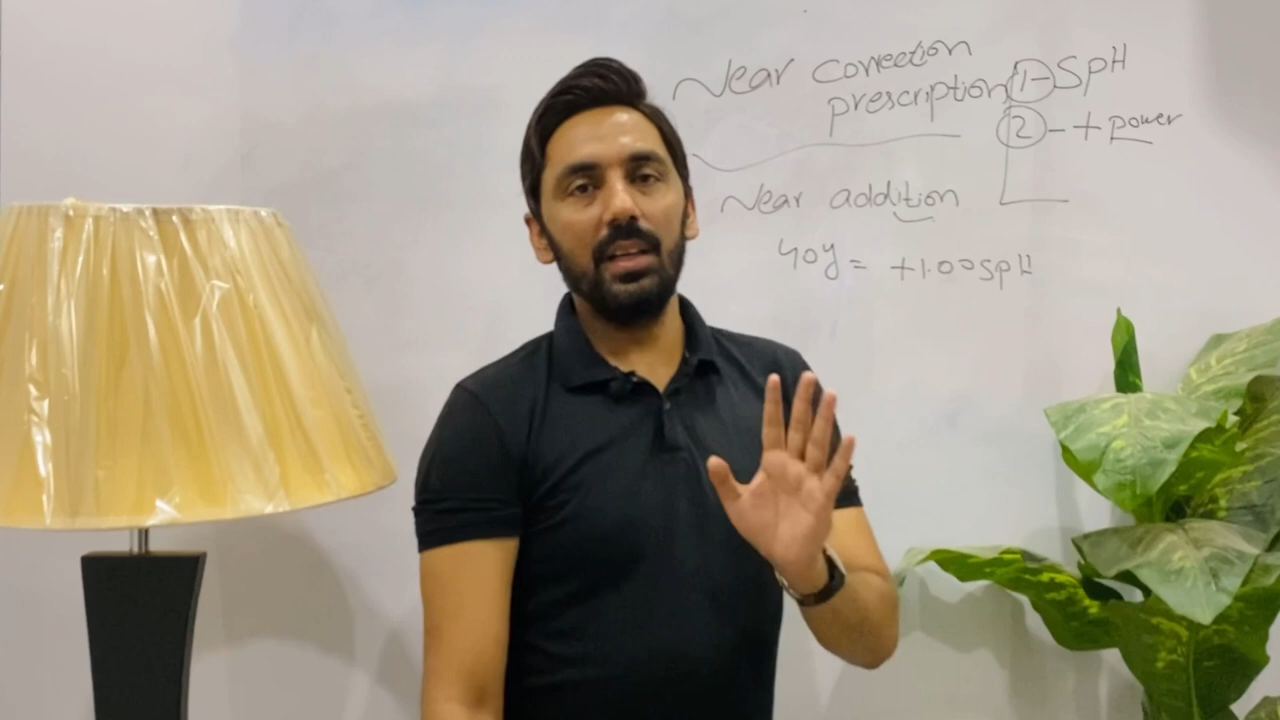 Near correction
prescription
1-SPH
2-+power
Near addition
40y = +1.00SPH